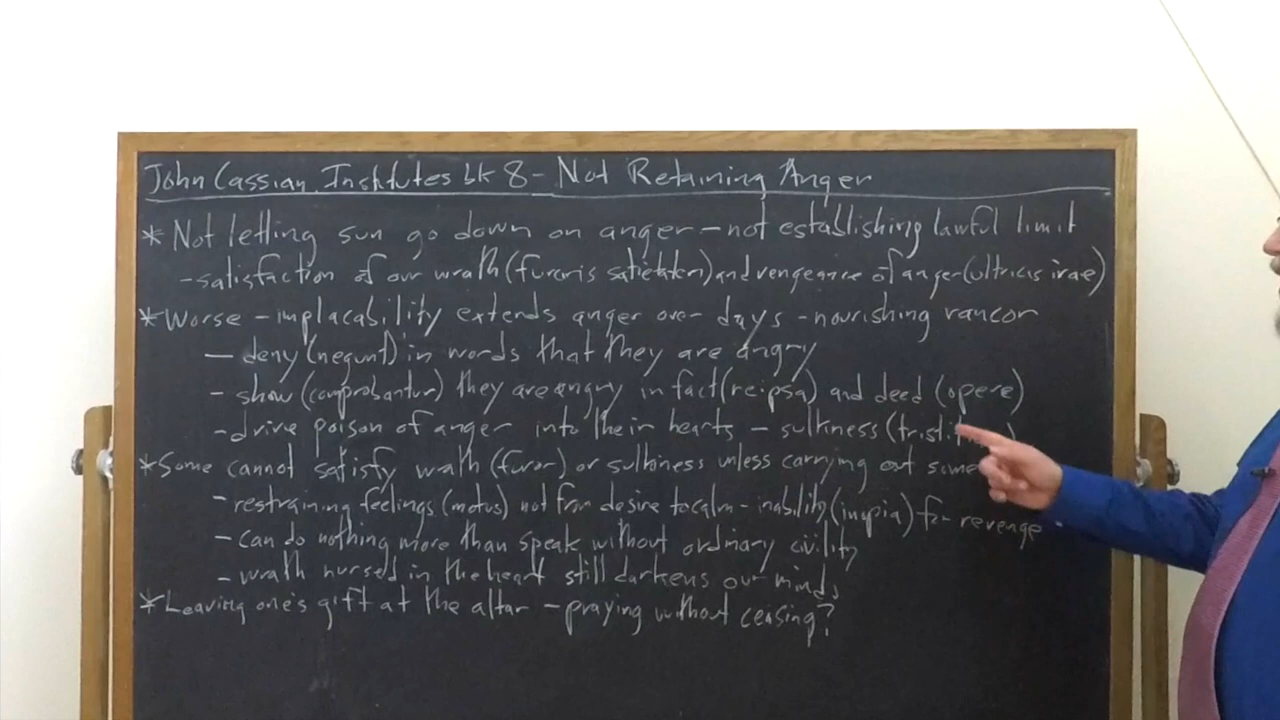 John Cassian Institutes bk 8 - Not Retaining Anger
* Not letting sun go down on anger - not establishing lawful limit
- satisfaction of our wrath (furoris satietatem) and vengeance of anger (ultricis irae)
* Worse - implacability extends anger over days - nourishing rancor
- deny (negunt) in words that they are angry
- show (comprobantur) they are angry in fact (re ipsa) and deed (opere)
- drive poison of anger into their hearts - sulkiness
* Some cannot satisfy wath (furor) or sulkiness unless carrying out some
- restraining feelings (motus) not from desire to calm - inability (inopia) for revenge
- can do nothing more than speak without ordinary civility
- wrath nursed in the heart still darkens our minds
* Leaving one's gift at the altar - praying without ceasing?